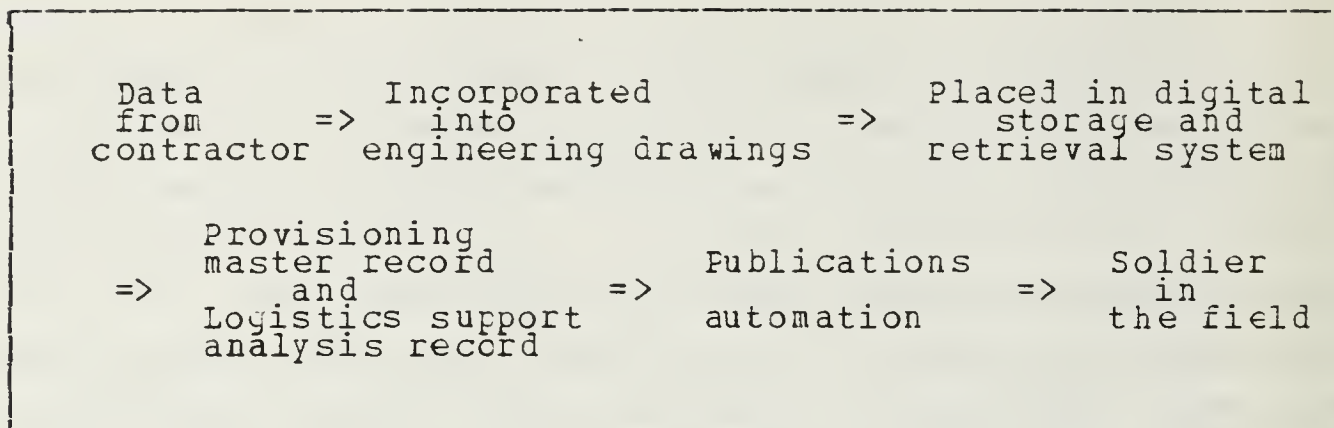 Data
from
contractor
=>
Incorporated
into
engineering drawings
=>
Placed in digital
storage and
retrieval system
=>
Provisioning
master record
and
Logistics support
analysis record
=>
Publications
automation
=>
Soldier
in
the field